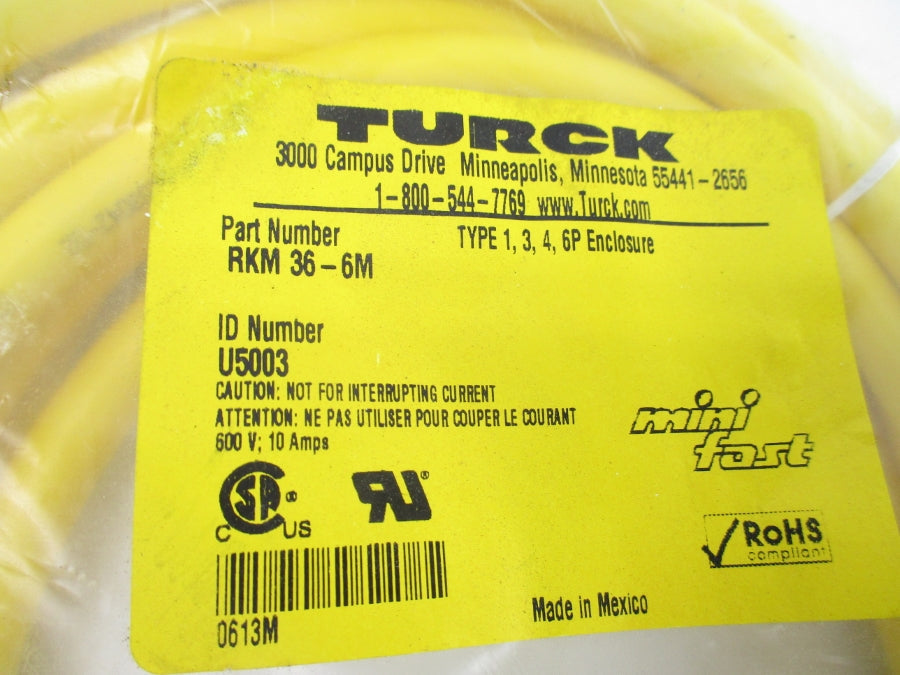 TURCK
3000 Campus Drive Minneapolis, Minnesota 55441-2656
1-800-544-7769 www.Turck.com
Part Number TYPE 1, 3, 4, 6P Enclosure
RKM 36-6M
ID Number
U5003
CAUTION: NOT FOR INTERRUPTING CURRENT
ATTENTION: NE PAS UTILISER POUR COUPER LE COURANT
600 V; 10 Amps
mini
fast
CSA®
C US
RU®
RoHS
compliant
0613M
Made in Mexico